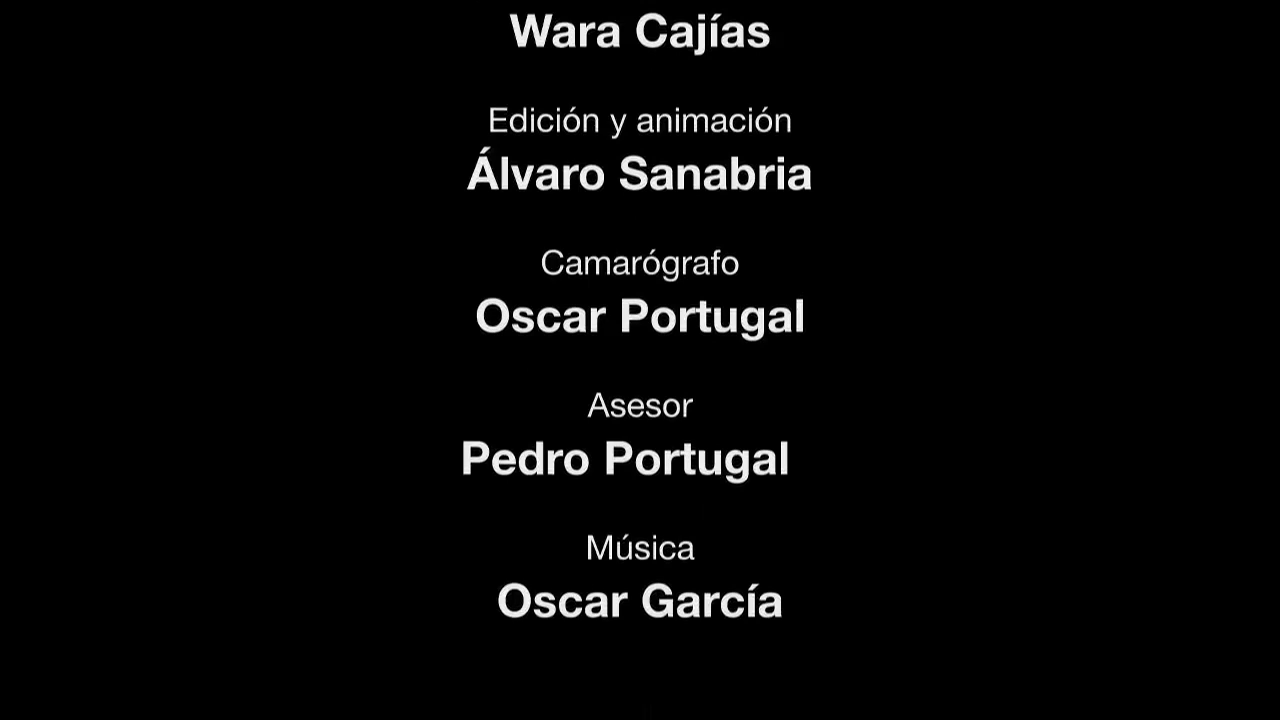 Wara Cajías
Edición y animación
Álvaro Sanabria
Camarógrafo
Oscar Portugal
Asesor
Pedro Portugal
Música
Oscar García